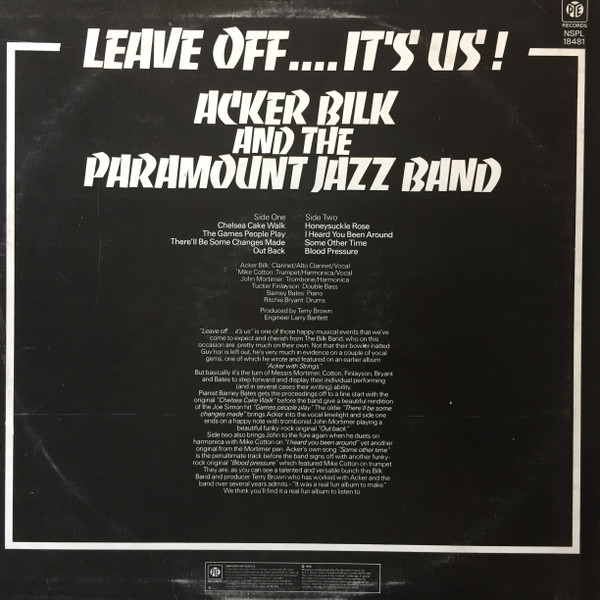 PYE
RECORDS
NSPL
18481
LEAVE OFF....IT'S US!
ACKER BILK
AND THE
PARAMOUNT JAZZ BAND
Side One
Chelsea Cake Walk
The Games People Play
There'll Be Some Changes Made
Out Back
Side Two
Honeysuckle Rose
I Heard You Been Around
Some Other Time
Blood Pressure
Acker Bilk: Clarinet/Alto Clarinet/Vocal
Mike Cotton: Trumpet/Harmonica/Vocal
John Mortimer: Trombone/Harmonica
Tucker Finlayson: Double Bass
Barney Bates: Piano
Ritchie Bryant: Drums
Produced by Terry Brown
Engineer Larry Bartlett
"Leave off... it's us" is one of those happy musical events that we've
come to expect and cherish from The Bilk Band, who on this
occasion are pretty much on their own. Not that their bowler-hatted
Guv'nor is left out, he's very much in evidence on a couple of vocal
gems, one of which he wrote and featured on an earlier album
"Acker with Strings".
But basically it's the turn of Messrs Mortimer, Cotton, Finlayson, Bryant
and Bates to step forward and display their individual performing
(and in several cases their writing) ability.
Pianist Barney Bates gets the proceedings off to a fine start with the
original "Chelsea Cake Walk" before the band give a beautiful rendition
of the Joe Simon hit "Games people play". The oldie "There'll be some
changes made" brings Acker into the vocal limelight and side one
ends on a happy note with trombonist John Mortimer playing a
beautiful funky-rock original "Out back".
Side two also brings John to the fore again when he duets on
harmonica with Mike Cotton on "I heard you been around" yet another
original from the Mortimer pen. Acker's own song "Some other time"
is the penultimate track before the band signs off with another funky-
rock original "Blood pressure" which featured Mike Cotton on trumpet.
They are, as you can see a talented and versatile bunch this Bilk
Band and producer Terry Brown who has worked with Acker and the
band over several years admits - "It was a real fun album to make."
We think you'll find it a real fun album to listen to.
PYE